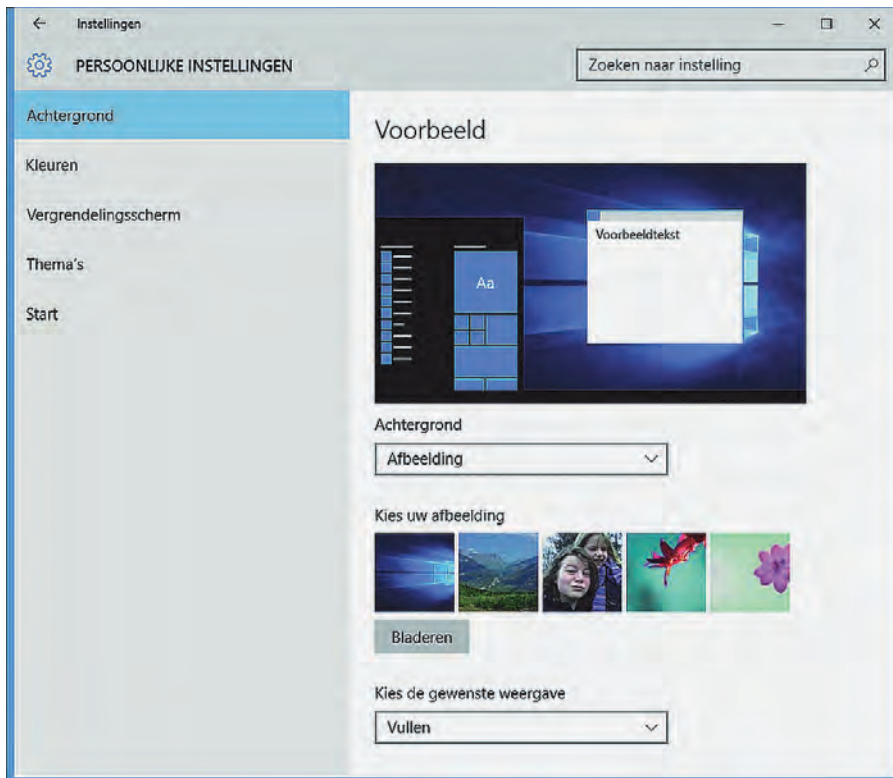 Instellingen
PERSOONLIJKE INSTELLINGEN
Zoeken naar instelling
Achtergrond
Kleuren
Vergrendelingsscherm
Thema's
Start
Voorbeeld
Voorbeeldtekst
Aa
Achtergrond
Afbeelding
Kies uw afbeelding
Bladeren
Kies de gewenste weergave
Vullen